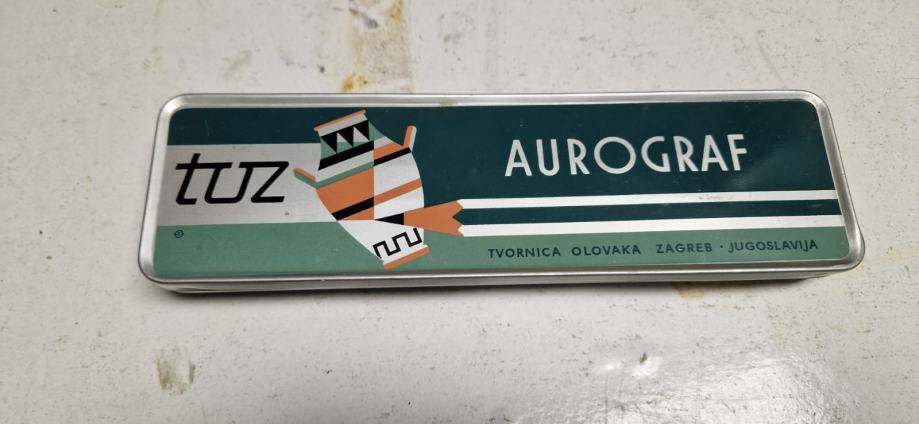 tuz
AUROGRAF
TVORNICA OLOVAKA ZAGREB · JUGOSLAVIJA